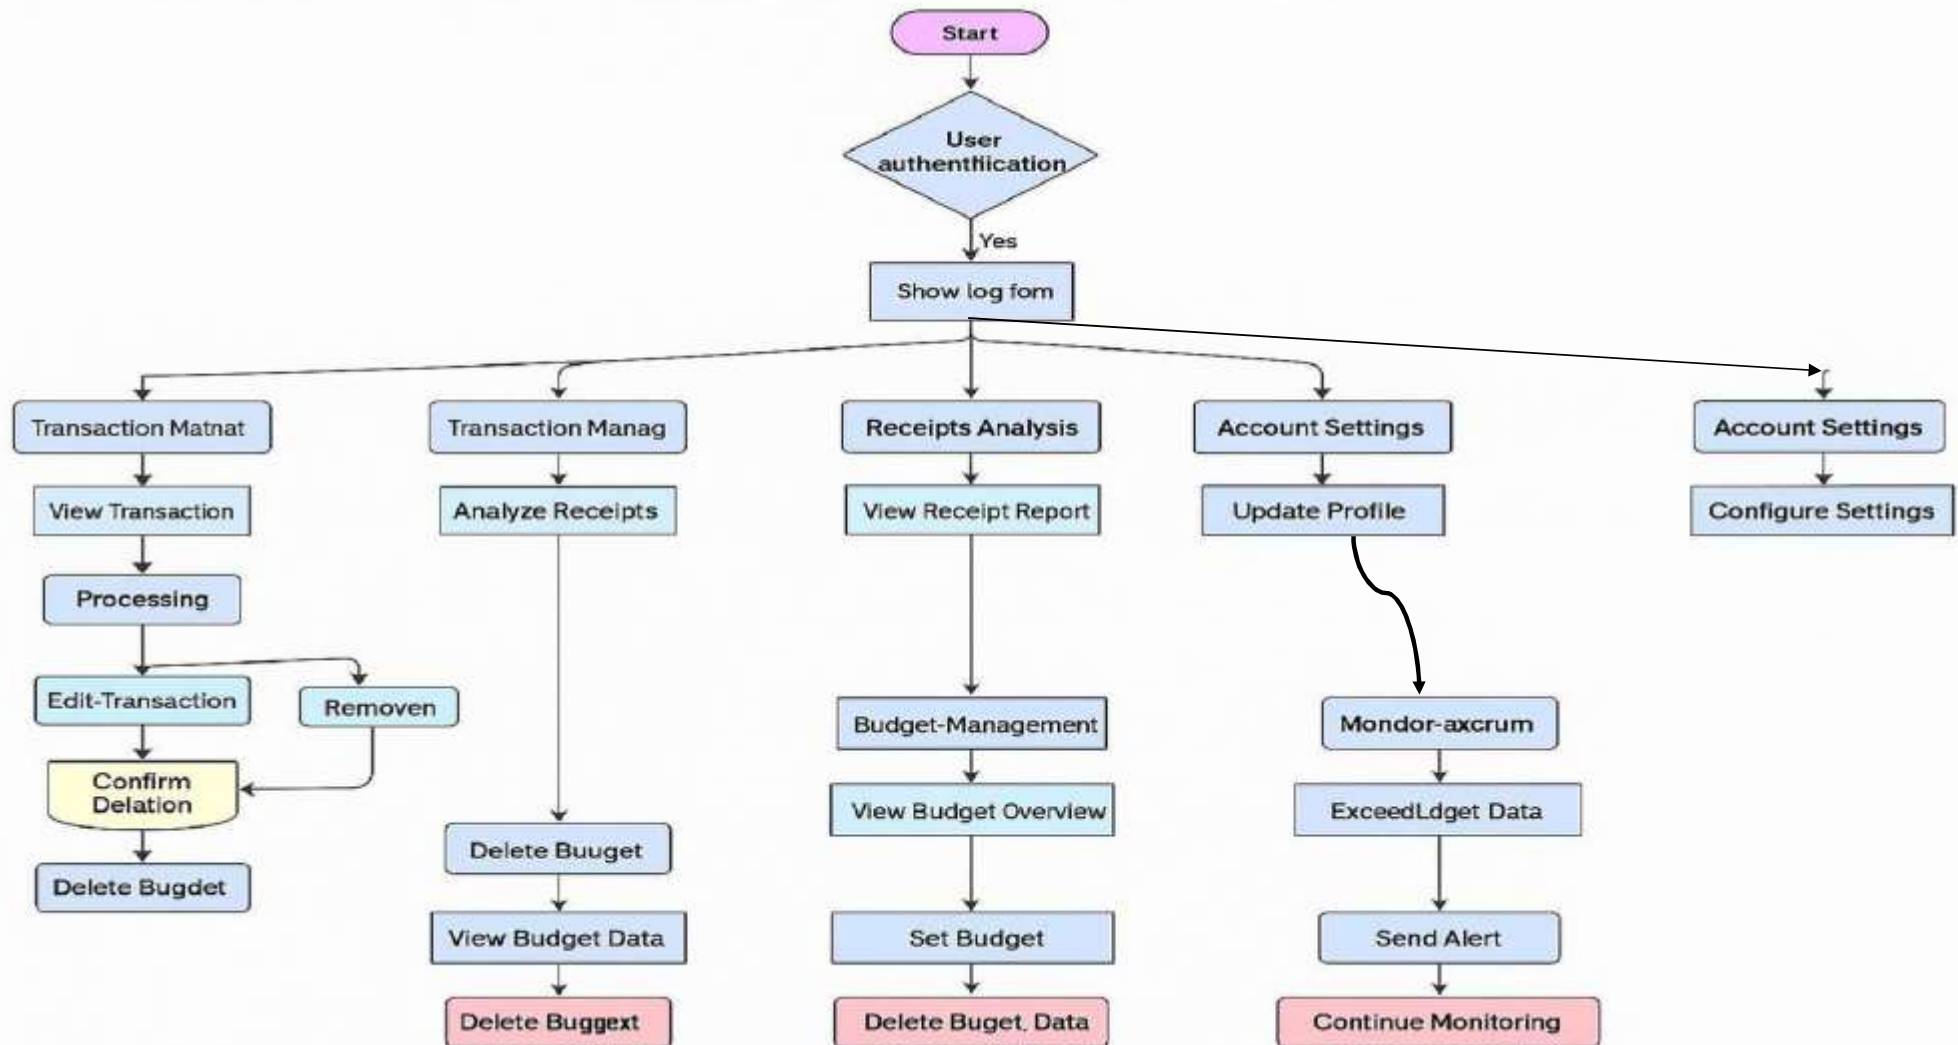 Start
User
authentfiication
Yes
Show log fom
Transaction Matnat
Transaction Manag
Receipts Analysis
Account Settings
Account Settings
View Transaction
Analyze Receipts
View Receipt Report
Update Profile
Configure Settings
Processing
Edit-Transaction
Removen
Budget-Management
Mondor-axcrum
Confirm
Delation
View Budget Overview
ExceedLdget Data
Delete Buuget
Delete Bugdet
View Budget Data
Set Budget
Send Alert
Delete Buggext
Delete Buget, Data
Continue Monitoring